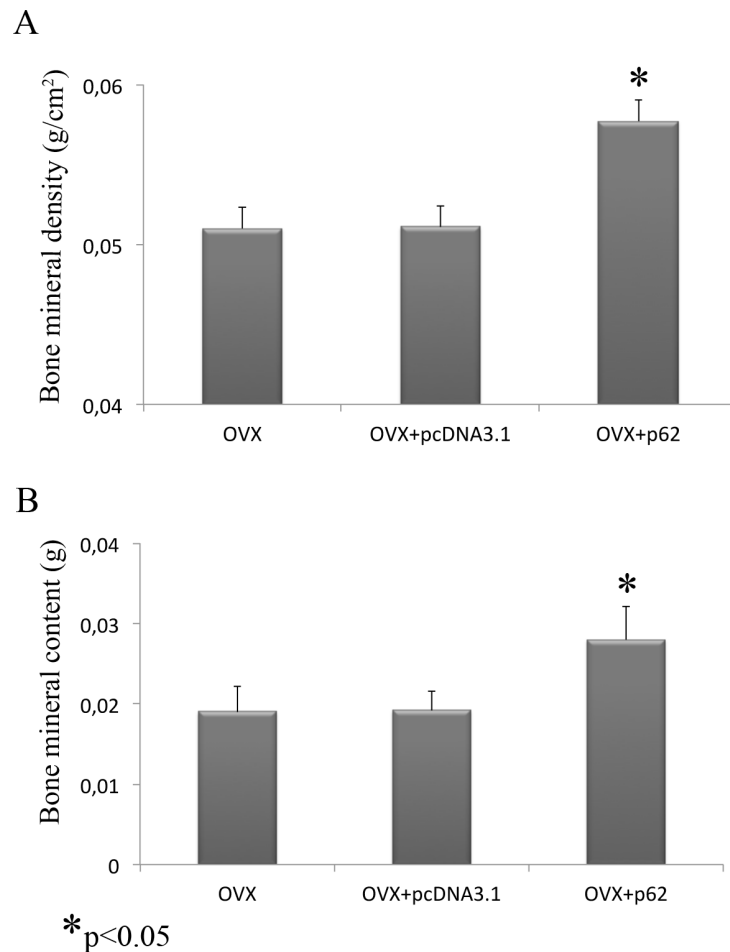 A
Bone mineral density (g/cm²)
0,06
0,05
0,04
*
OVX
OVX+pcDNA3.1
OVX+p62
B
Bone mineral content (g)
0,04
0,03
0,02
0,01
0
*
OVX
OVX+pcDNA3.1
OVX+p62
*p<0.05